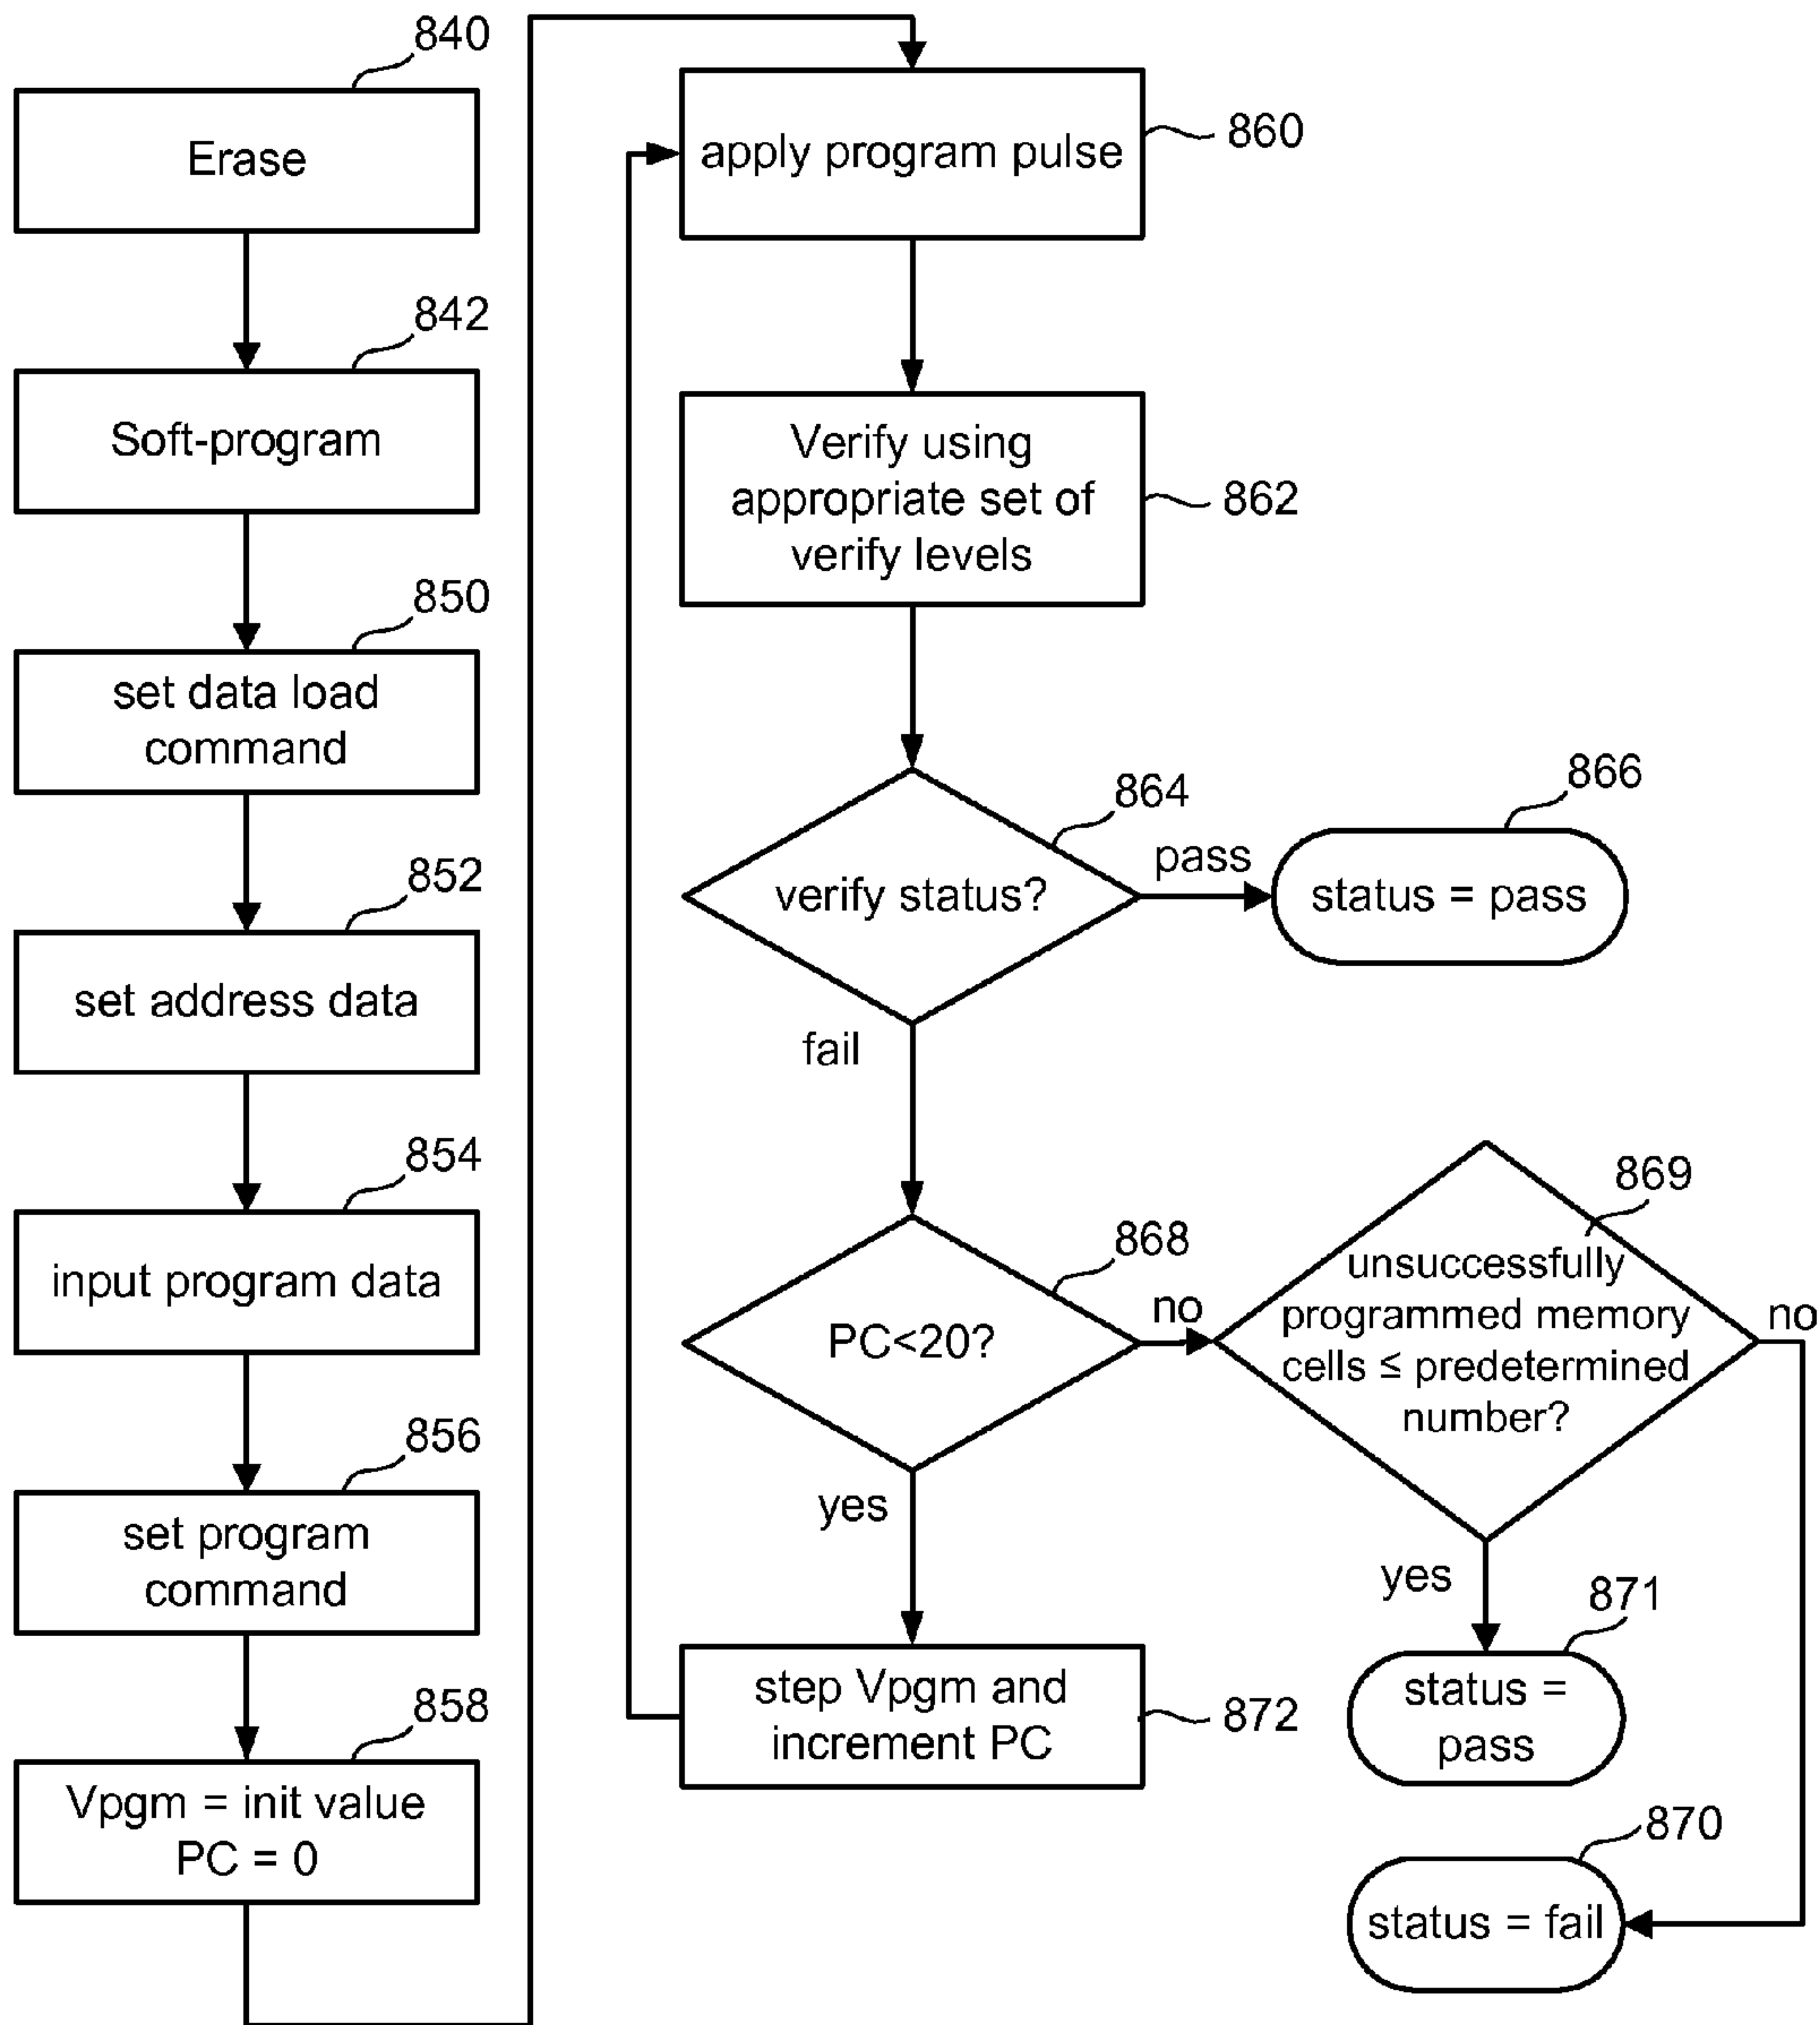 840
Erase
842
Soft-program
850
set data load
command
852
set address data
854
input program data
856
set program
command
858
Vpgm = init value
PC = 0
apply program pulse
860
Verify using
appropriate set of
verify levels
862
864
verify status?
pass
866
status = pass
fail
868
PC<20?
no
869
unsuccessfully
programmed memory
cells ≤ predetermined
number?
no
yes
step Vpgm and
increment PC
872
yes
871
status =
pass
870
status = fail